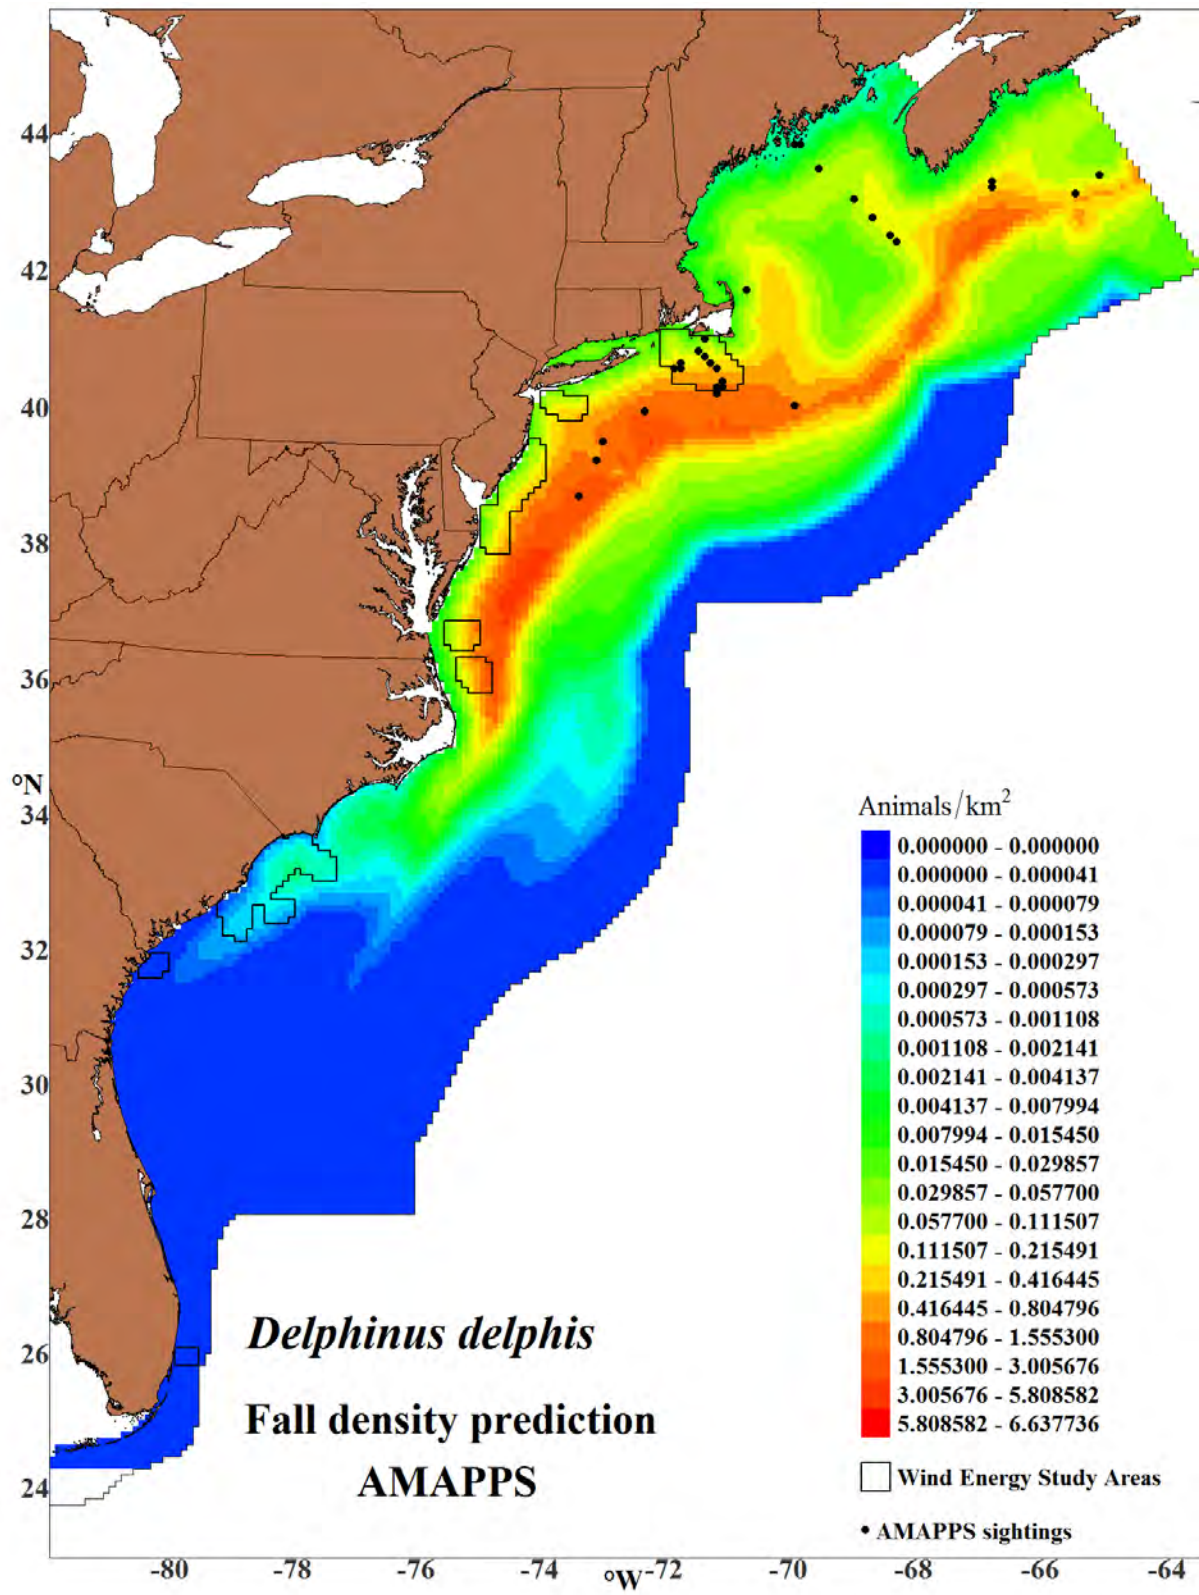 44
42
40
38
36
°N
34
32
30
28
26
24
-80
-78
-76
-74
-72
-70
-68
-66
-64
°W
Animals/km²
0.000000 - 0.000000
0.000000 - 0.000041
0.000041 - 0.000079
0.000079 - 0.000153
0.000153 - 0.000297
0.000297 - 0.000573
0.000573 - 0.001108
0.001108 - 0.002141
0.002141 - 0.004137
0.004137 - 0.007994
0.007994 - 0.015450
0.015450 - 0.029857
0.029857 - 0.057700
0.057700 - 0.111507
0.111507 - 0.215491
0.215491 - 0.416445
0.416445 - 0.804796
0.804796 - 1.555300
1.555300 - 3.005676
3.005676 - 5.808582
5.808582 - 6.637736
Wind Energy Study Areas
AMAPPS sightings
Delphinus delphis
Fall density prediction
AMAPPS